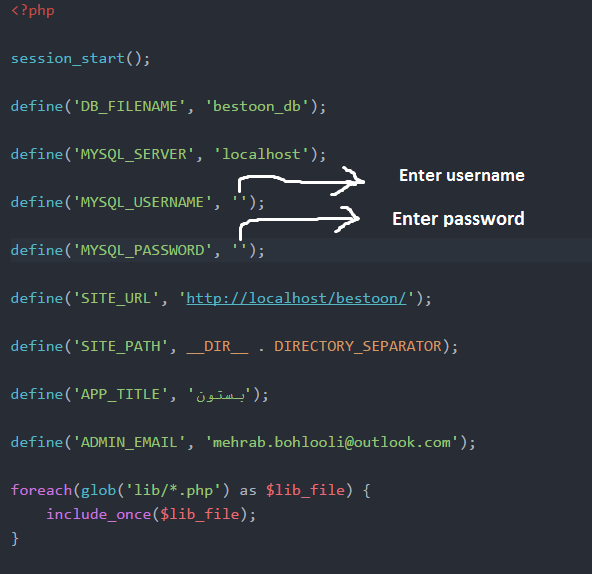 <?php
session_start();
define('DB_FILENAME', 'bestoon_db');
define('MYSQL_SERVER', 'localhost');
define('MYSQL_USERNAME', '');
Enter username
define('MYSQL_PASSWORD', '');
Enter password
define('SITE_URL', 'http://localhost/bestoon/');
define('SITE_PATH', __DIR__ . DIRECTORY_SEPARATOR);
define('APP_TITLE', 'بستون');
define('ADMIN_EMAIL', 'mehrab.bohlooli@outlook.com');
foreach(glob('lib/*.php') as $lib_file) {
    include_once($lib_file);
}